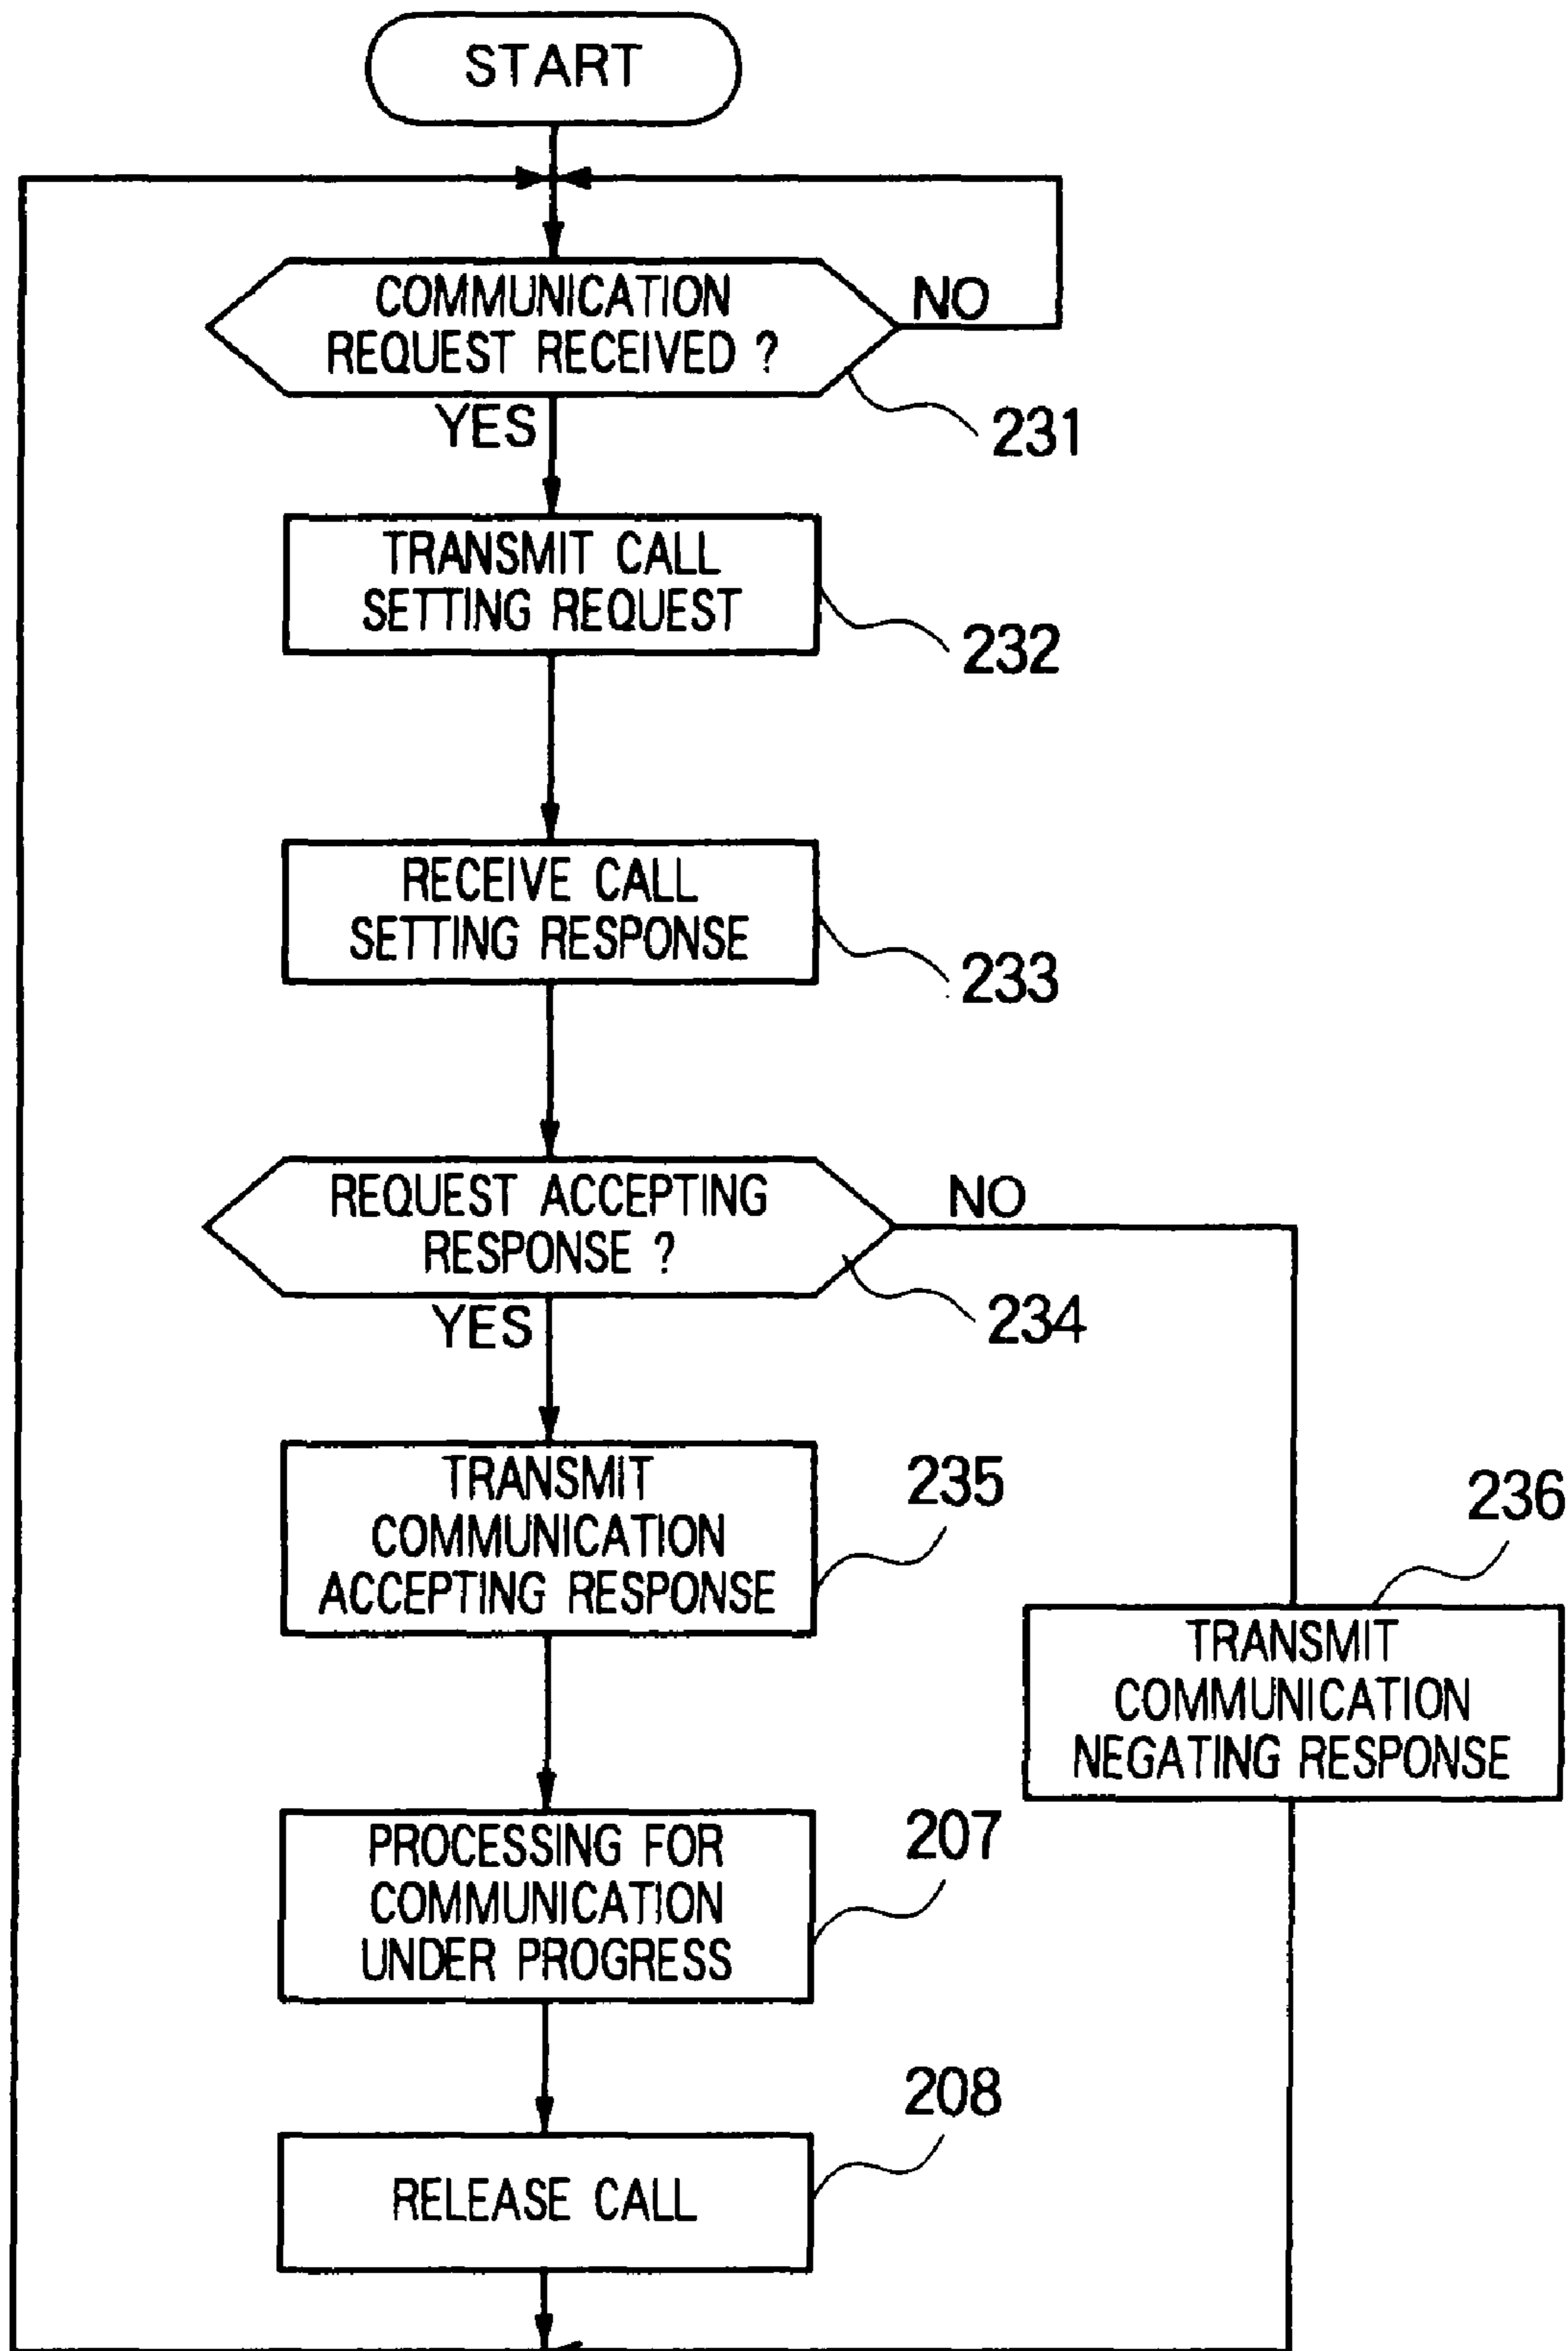 START
COMMUNICATION
REQUEST RECEIVED ?
NO
YES
231
TRANSMIT CALL
SETTING REQUEST
232
RECEIVE CALL
SETTING RESPONSE
233
REQUEST ACCEPTING
RESPONSE ?
NO
YES
234
TRANSMIT
COMMUNICATION
ACCEPTING RESPONSE
235
236
TRANSMIT
COMMUNICATION
NEGATING RESPONSE
PROCESSING FOR
COMMUNICATION
UNDER PROGRESS
207
RELEASE CALL
208